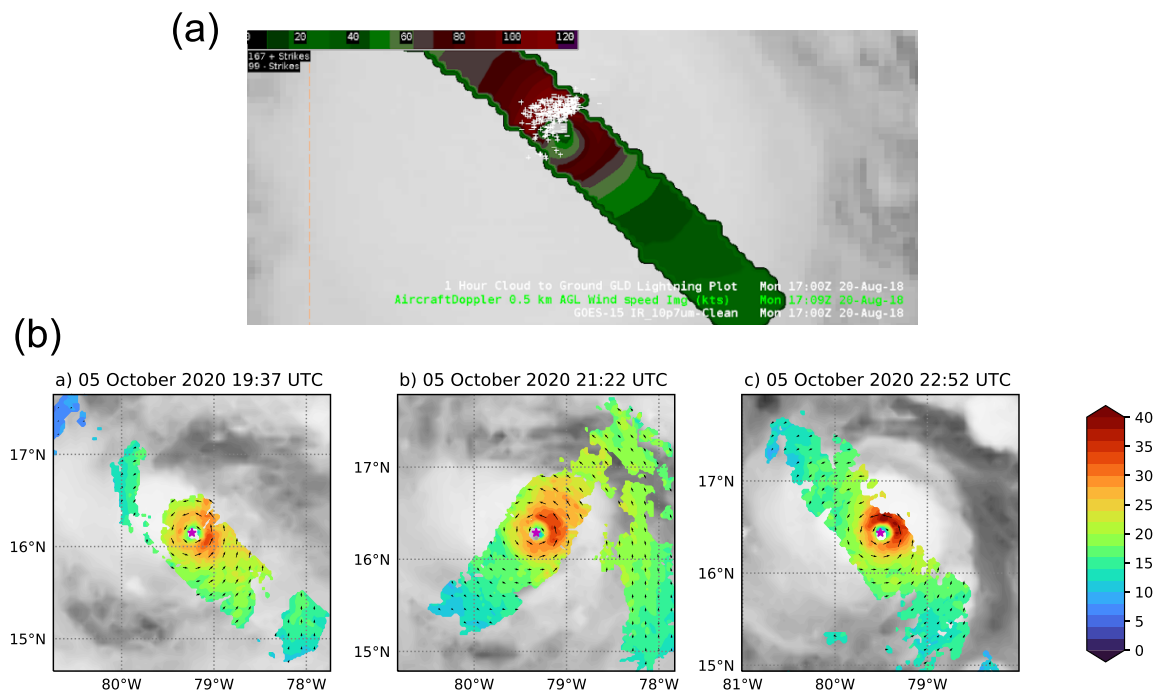 (a)
0 20 40 60 80 100 120
167 + Strikes
99 - Strikes
1 Hour Cloud to Ground GLD Lightning Plot Mon 17:00Z 20-Aug-18
AircraftDoppler 0.5 km AGL Wind speed Img (kts) Mon 17:09Z 20-Aug-18
GOES-15 IR_10p7um-Clean Mon 17:00Z 20-Aug-18
(b)
a) 05 October 2020 19:37 UTC
17°N
16°N
15°N
80°W 79°W 78°W
b) 05 October 2020 21:22 UTC
17°N
16°N
15°N
80°W 79°W 78°W
c) 05 October 2020 22:52 UTC
17°N
16°N
15°N
81°W 80°W 79°W
40
35
30
25
20
15
10
5
0